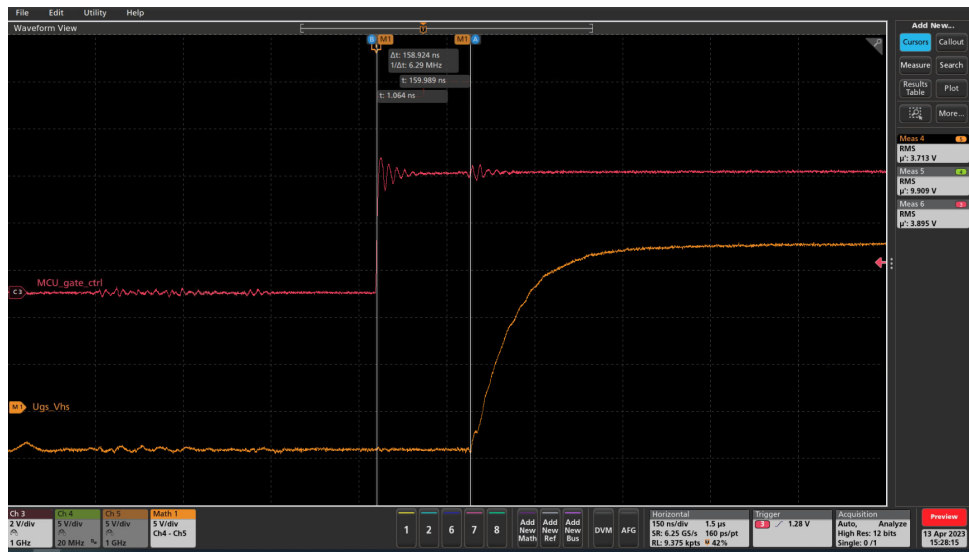 File Edit Utility Help
Waveform View
Add New...
Cursors Callout
Measure Search
Results Table Plot
More...
B M1 M1 A
T
Δt: 158.924 ns
1/Δt: 6.29 MHz
t: 159.989 ns
t: 1.064 ns
Meas 4 5
RMS
µ': 3.713 V
Meas 5 4
RMS
µ': 9.909 V
Meas 6 3
RMS
µ': 3.895 V
MCU_gate_ctrl
C3
M1 Ugs_Vhs
Ch 3
2 V/div
1 GHz
Ch 4
5 V/div
20 MHz
Ch 5
5 V/div
1 GHz
Math 1
5 V/div
Ch4 - Ch5
1 2 6 7 8
Add New Math
Add New Ref
Add New Bus
DVM AFG
Horizontal
150 ns/div 1.5 µs
SR: 6.25 GS/s 160 ps/pt
RL: 9.375 kpts 42%
Trigger
3 1.28 V
Acquisition
Auto, Analyze
High Res: 12 bits
Single: 0 /1
Preview
13 Apr 2023
15:28:15